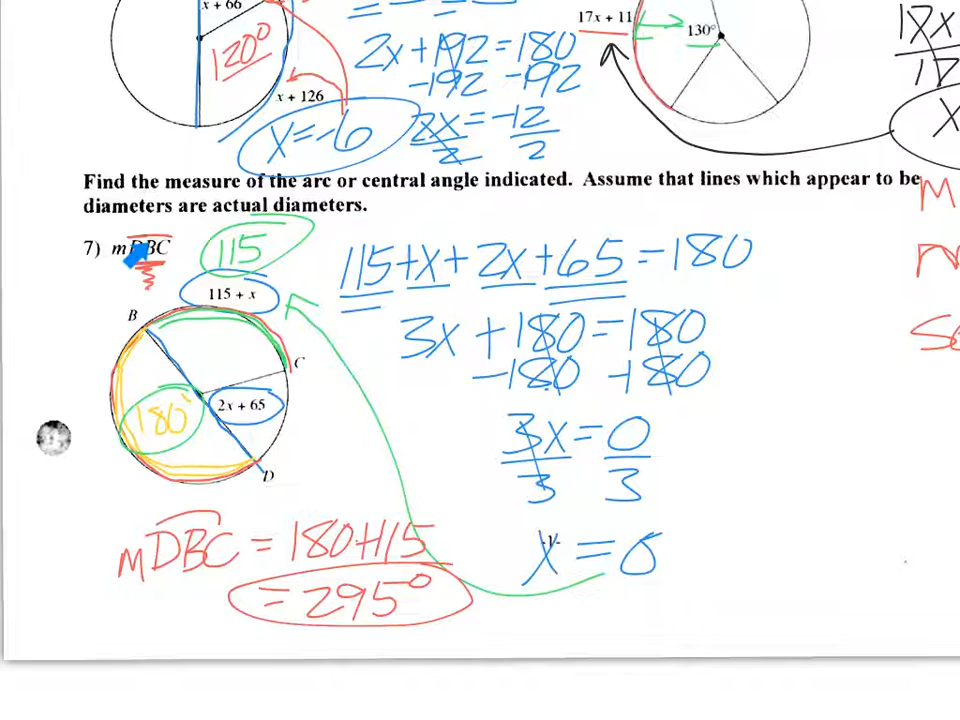 x + 66
120°
x + 126
X=-6
2x+192=180
-192 -192
2x = -12
2 2
17x + 11
130°
17x
17
X
Find the measure of the arc or central angle indicated. Assume that lines which appear to be
diameters are actual diameters.
7) mDBC
115
115 + x
B
C
180°
2x + 65
D
115+x+2x+65=180
3x+180=180
-180 -180
3x=0
3 3
X=0
mDBC = 180+115
=295°
M